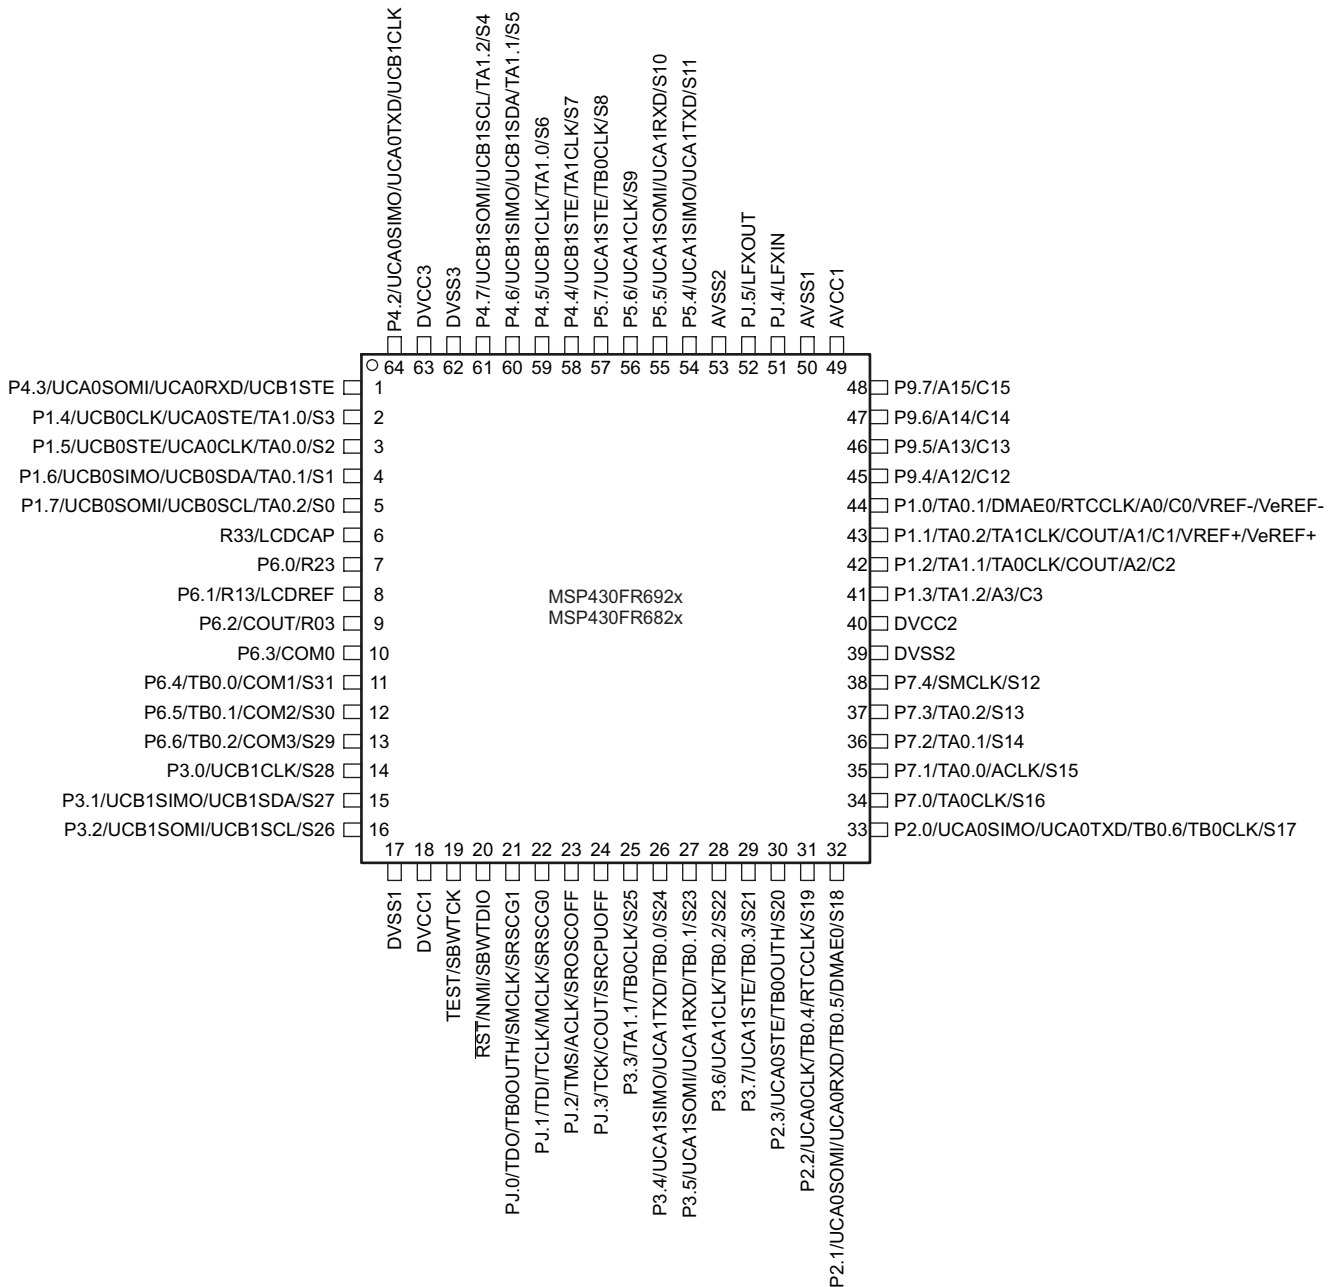 P4.2/UCA0SIMO/UCA0TXD/UCB1CLK
DVCC3
DVSS3
P4.7/UCB1SOMI/UCB1SCL/TA1.2/S4
P4.6/UCB1SIMO/UCB1SDA/TA1.1/S5
P4.5/UCB1CLK/TA1.0/S6
P4.4/UCB1STE/TA1CLK/S7
P5.7/UCA1STE/TB0CLK/S8
P5.6/UCA1CLK/S9
P5.5/UCA1SOMI/UCA1RXD/S10
P5.4/UCA1SIMO/UCA1TXD/S11
AVSS2
PJ.5/LFXOUT
PJ.4/LFXIN
AVSS1
AVCC1
64 63 62 61 60 59 58 57 56 55 54 53 52 51 50 49
P4.3/UCA0SOMI/UCA0RXD/UCB1STE 1
P1.4/UCB0CLK/UCA0STE/TA1.0/S3 2
P1.5/UCB0STE/UCA0CLK/TA0.0/S2 3
P1.6/UCB0SIMO/UCB0SDA/TA0.1/S1 4
P1.7/UCB0SOMI/UCB0SCL/TA0.2/S0 5
R33/LCDCAP 6
P6.0/R23 7
P6.1/R13/LCDREF 8
P6.2/COUT/R03 9
P6.3/COM0 10
P6.4/TB0.0/COM1/S31 11
P6.5/TB0.1/COM2/S30 12
P6.6/TB0.2/COM3/S29 13
P3.0/UCB1CLK/S28 14
P3.1/UCB1SIMO/UCB1SDA/S27 15
P3.2/UCB1SOMI/UCB1SCL/S26 16
MSP430FR692x
MSP430FR682x
48 P9.7/A15/C15
47 P9.6/A14/C14
46 P9.5/A13/C13
45 P9.4/A12/C12
44 P1.0/TA0.1/DMAE0/RTCCLK/A0/C0/VREF-/VeREF-
43 P1.1/TA0.2/TA1CLK/COUT/A1/C1/VREF+/VeREF+
42 P1.2/TA1.1/TA0CLK/COUT/A2/C2
41 P1.3/TA1.2/A3/C3
40 DVCC2
39 DVSS2
38 P7.4/SMCLK/S12
37 P7.3/TA0.2/S13
36 P7.2/TA0.1/S14
35 P7.1/TA0.0/ACLK/S15
34 P7.0/TA0CLK/S16
33 P2.0/UCA0SIMO/UCA0TXD/TB0.6/TB0CLK/S17
17 18 19 20 21 22 23 24 25 26 27 28 29 30 31 32
DVSS1
DVCC1
TEST/SBWTCK
RST/NMI/SBWTDIO
PJ.0/TDO/TB0OUTH/SMCLK/SRSCG1
PJ.1/TDI/TCLK/MCLK/SRSCG0
PJ.2/TMS/ACLK/SROSCOFF
PJ.3/TCK/COUT/SRCPUOFF
P3.3/TA1.1/TB0CLK/S25
P3.4/UCA1SIMO/UCA1TXD/TB0.0/S24
P3.5/UCA1SOMI/UCA1RXD/TB0.1/S23
P3.6/UCA1CLK/TB0.2/S22
P3.7/UCA1STE/TB0.3/S21
P2.3/UCA0STE/TB0OUTH/S20
P2.2/UCA0CLK/TB0.4/RTCCLK/S19
P2.1/UCA0SOMI/UCA0RXD/TB0.5/DMAE0/S18